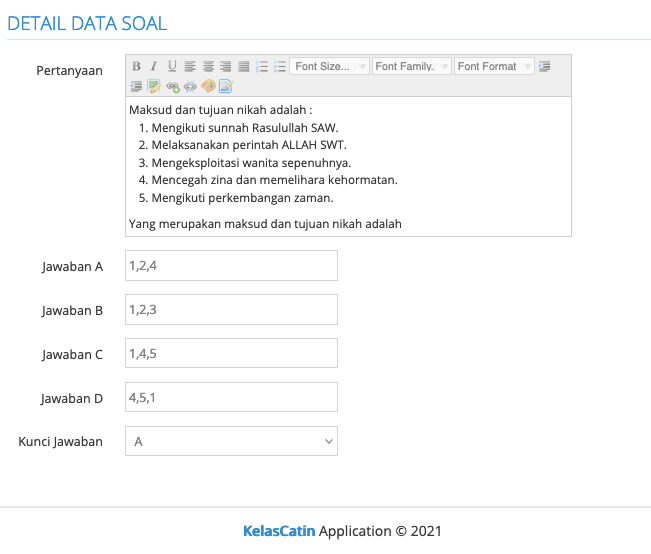 DETAIL DATA SOAL
Pertanyaan
B I U Font Size... Font Family. Font Format
Maksud dan tujuan nikah adalah :
1. Mengikuti sunnah Rasulullah SAW.
2. Melaksanakan perintah ALLAH SWT.
3. Mengeksploitasi wanita sepenuhnya.
4. Mencegah zina dan memelihara kehormatan.
5. Mengikuti perkembangan zaman.
Yang merupakan maksud dan tujuan nikah adalah
Jawaban A 1,2,4
Jawaban B 1,2,3
Jawaban C 1,4,5
Jawaban D 4,5,1
Kunci Jawaban A
KelasCatin Application © 2021